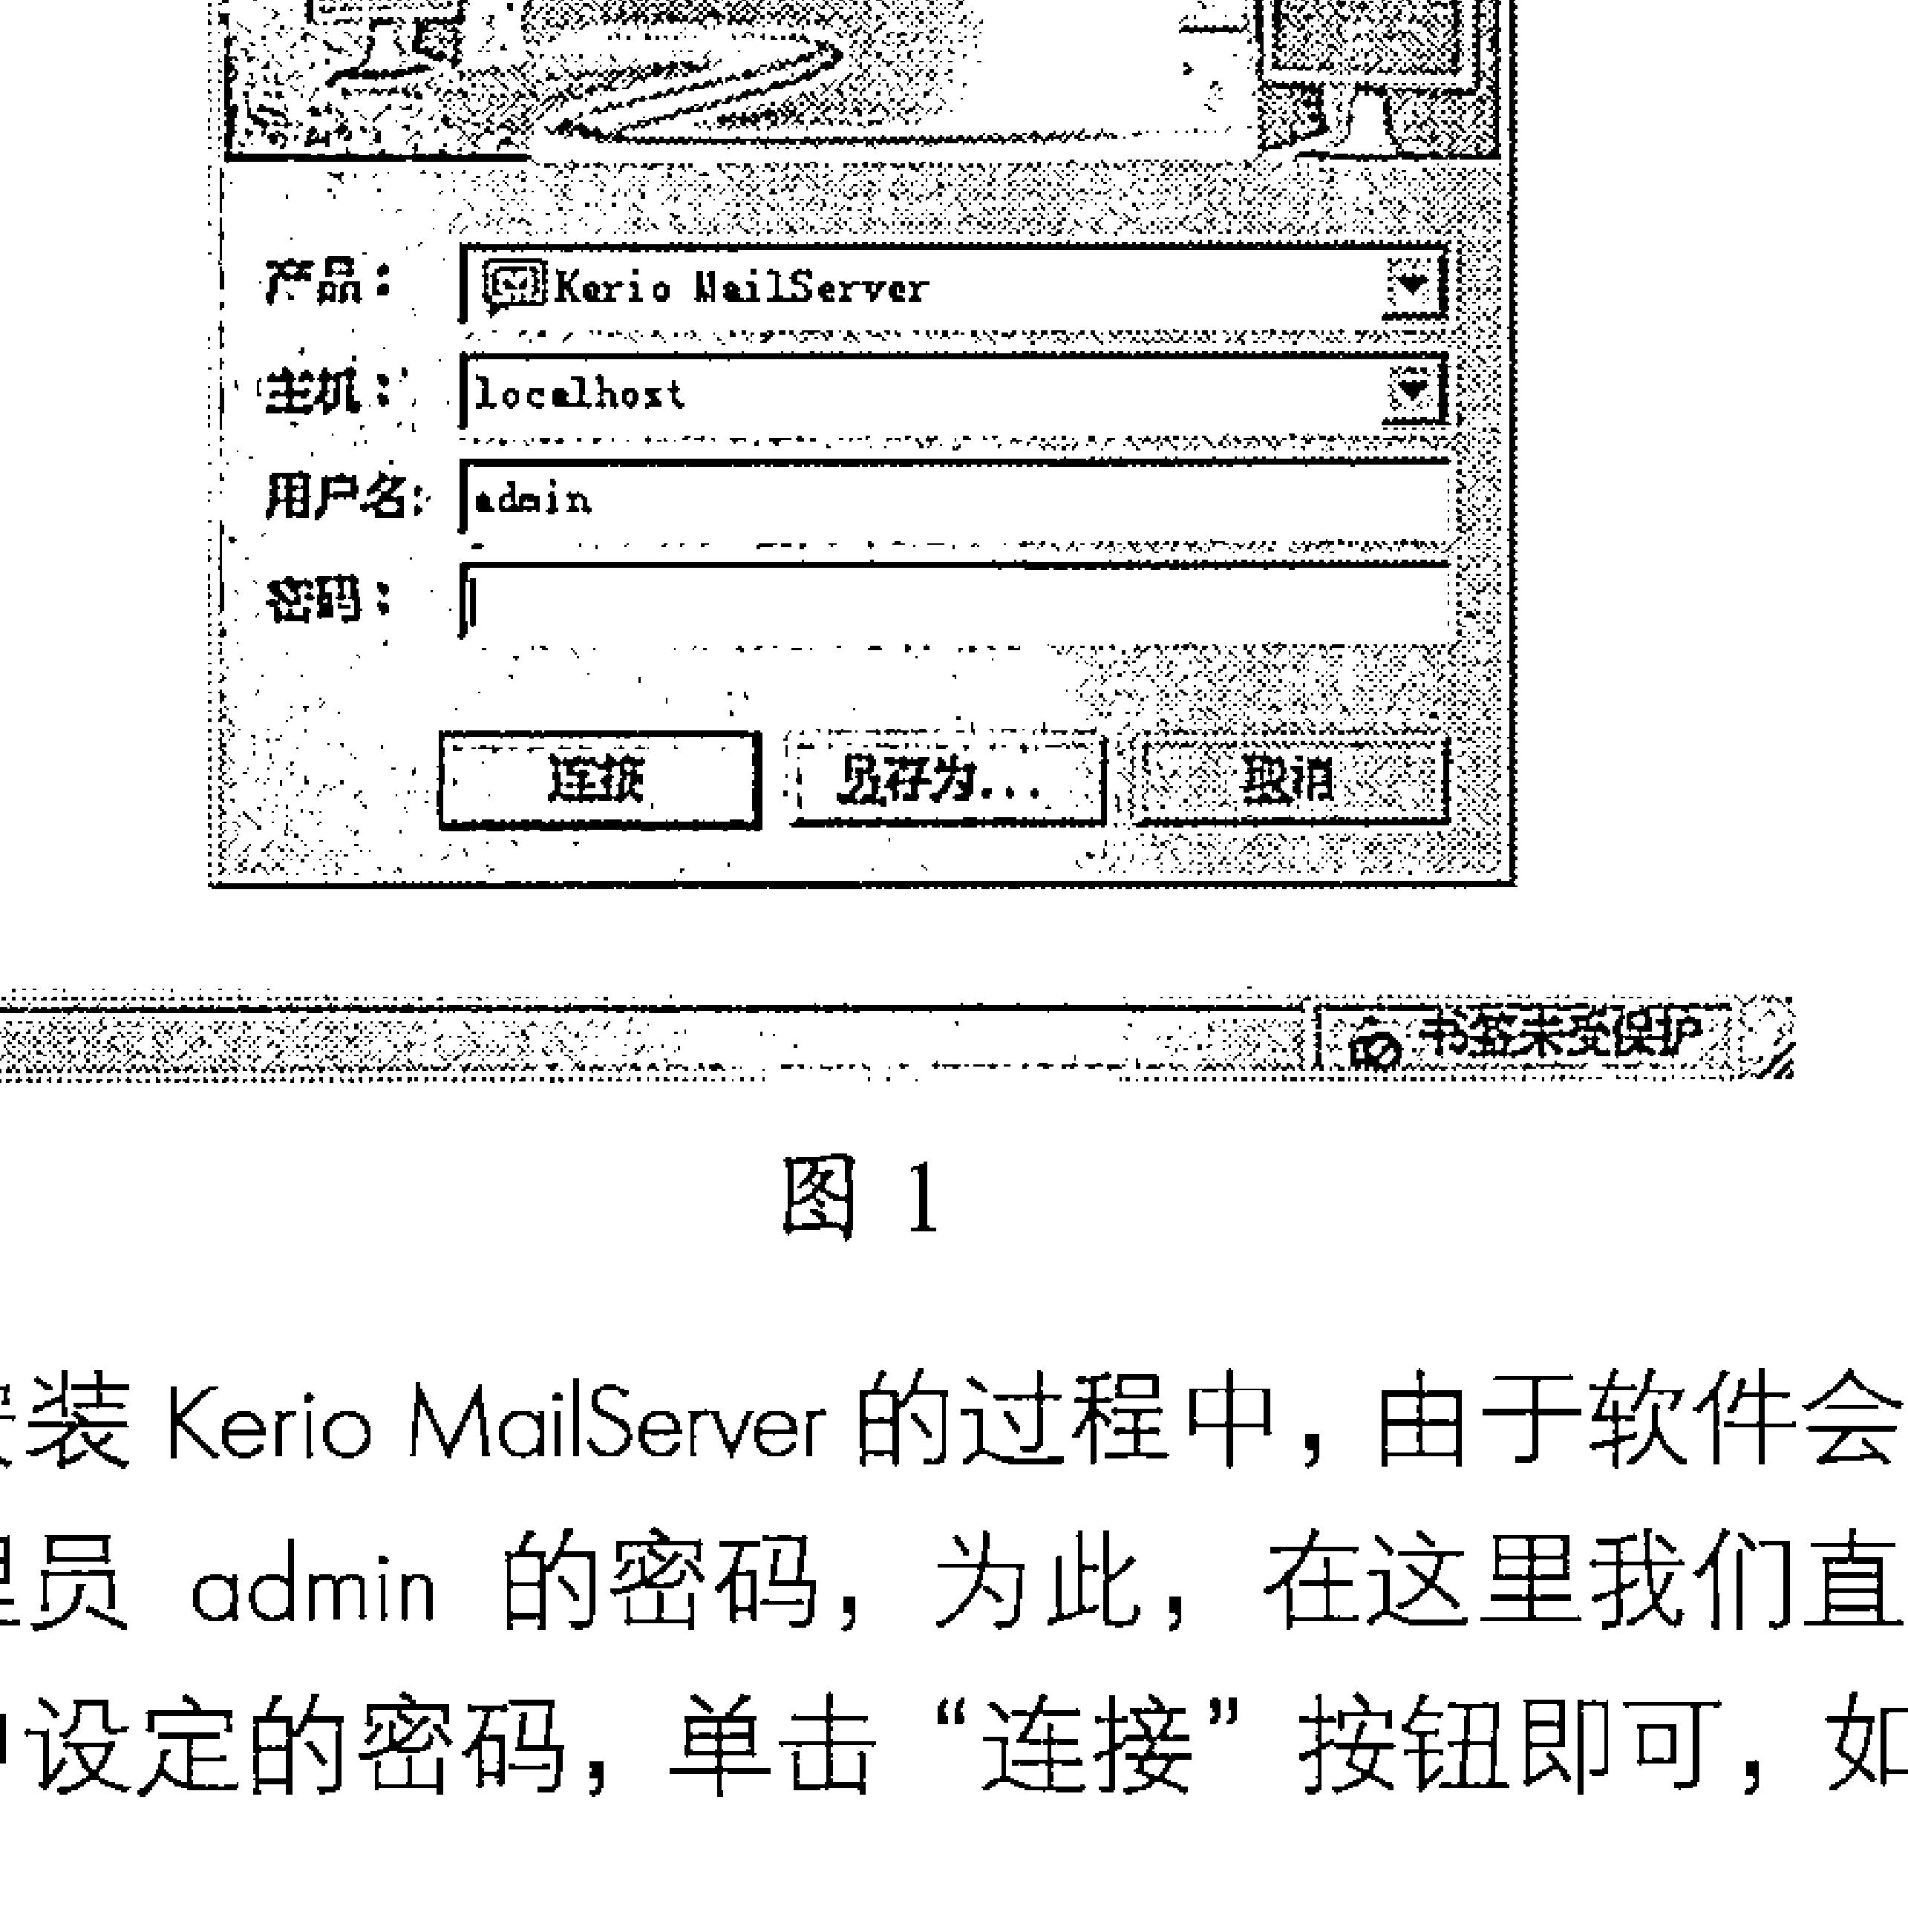 产品： Kerio MailServer
主机： localhost
用户名： admin
密码：
连接 另存为... 取消
书签未受保护
图 1
安装 Kerio MailServer 的过程中，由于软件会
理员 admin 的密码，为此，在这里我们直
中设定的密码，单击“连接”按钮即可，如